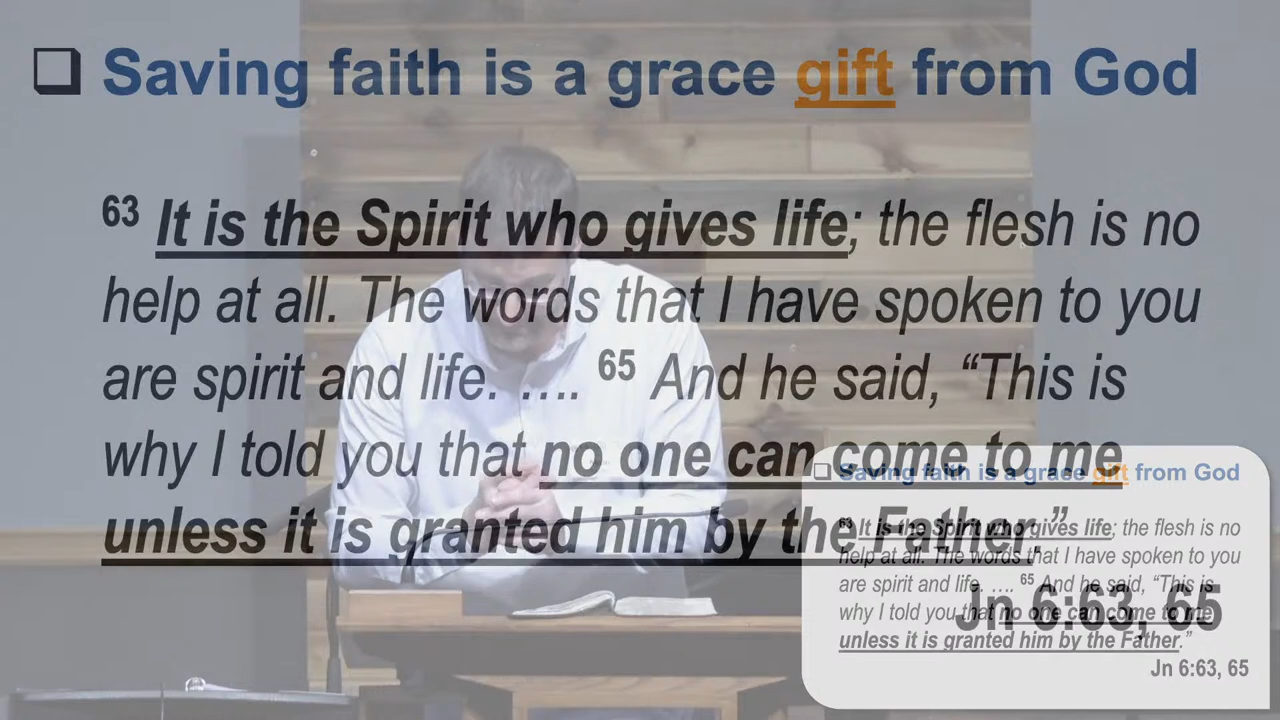 Saving faith is a grace gift from God
63 It is the Spirit who gives life; the flesh is no
help at all. The words that I have spoken to you
are spirit and life. …. 65 And he said, “This is
why I told you that no one can come to me
unless it is granted him by the Father.”
Jn 6:63, 65
Saving faith is a grace gift from God
63 It is the Spirit who gives life; the flesh is no
help at all. The words that I have spoken to you
are spirit and life. …. 65 And he said, “This is
why I told you that no one can come to me
unless it is granted him by the Father.”
Jn 6:63, 65